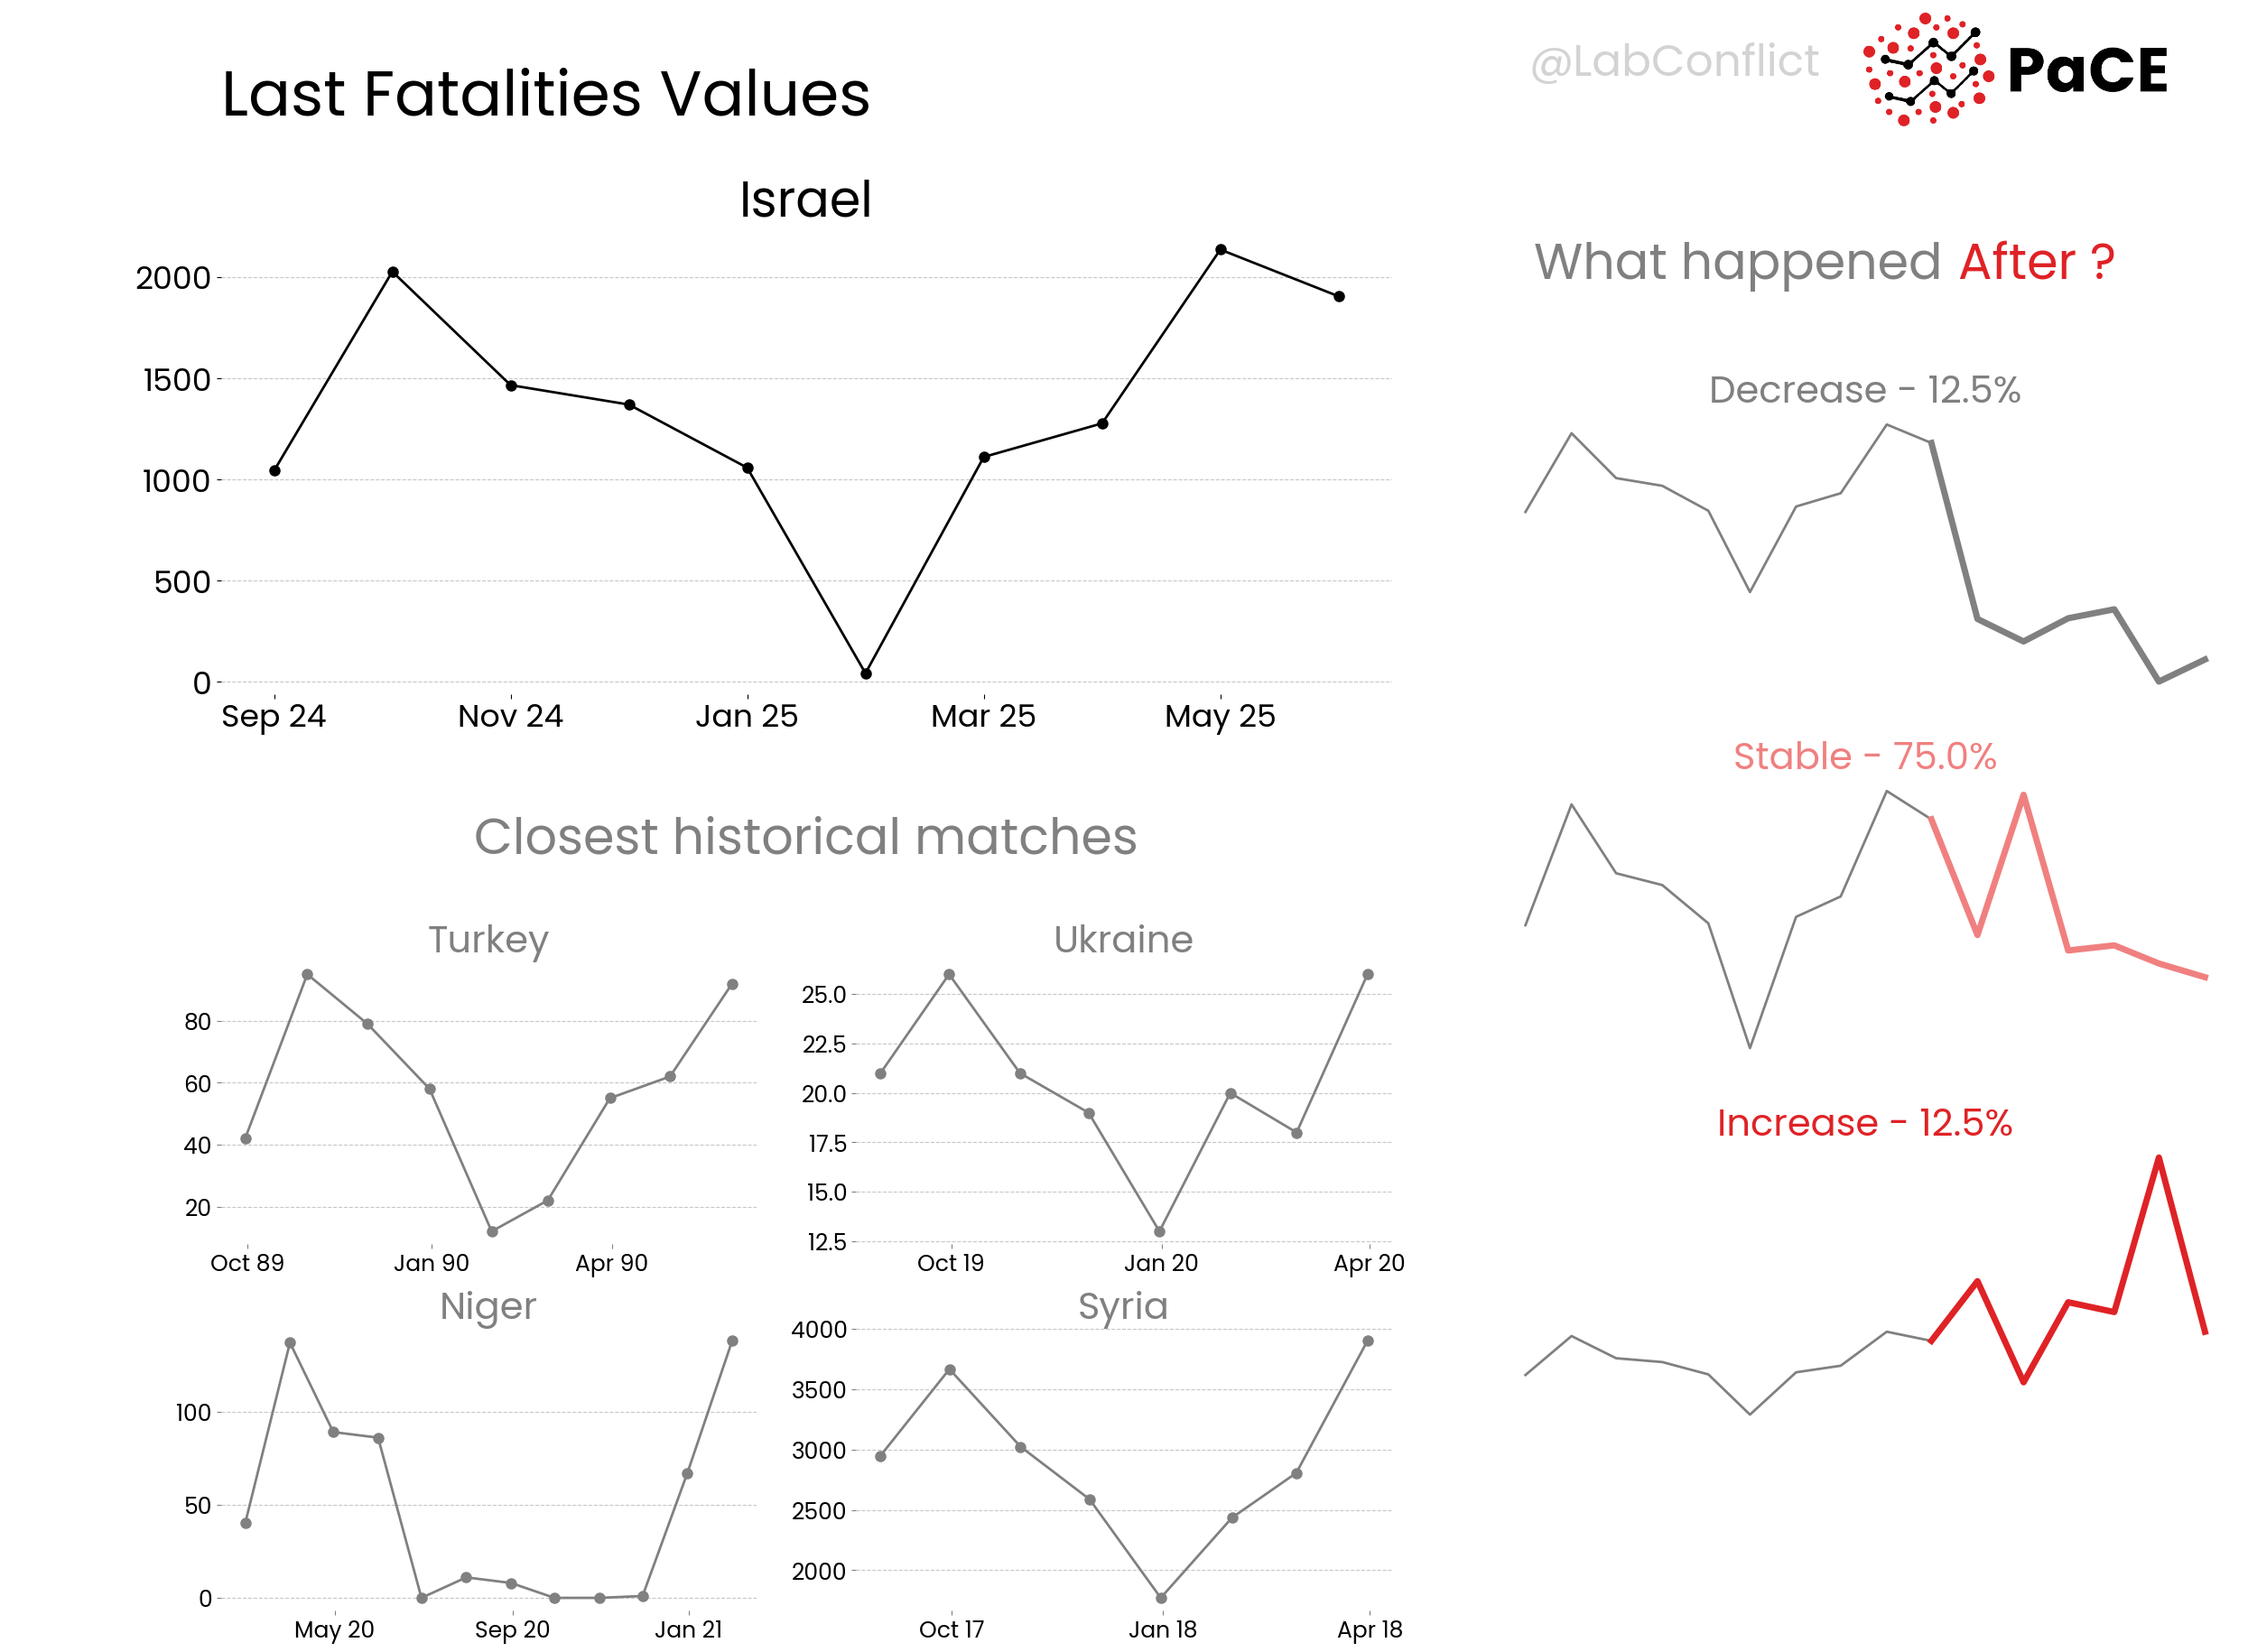 @LabConflict
PaCE
Last Fatalities Values
Israel
2000
1500
1000
500
0
Sep 24 Nov 24 Jan 25 Mar 25 May 25
Closest historical matches
Turkey
80
60
40
20
Oct 89 Jan 90 Apr 90
Ukraine
25.0
22.5
20.0
17.5
15.0
12.5
Oct 19 Jan 20 Apr 20
Niger
100
50
0
May 20 Sep 20 Jan 21
Syria
4000
3500
3000
2500
2000
Oct 17 Jan 18 Apr 18
What happened After ?
Decrease - 12.5%
Stable - 75.0%
Increase - 12.5%